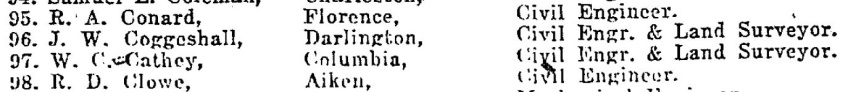 95. R. A. Conard, Florence, Civil Engineer.
96. J. W. Coggeshall, Darlington, Civil Engr. & Land Surveyor.
97. W. C. Cathey, Columbia, Civil Engr. & Land Surveyor.
98. R. D. Clowe, Aiken, Civil Engineer.